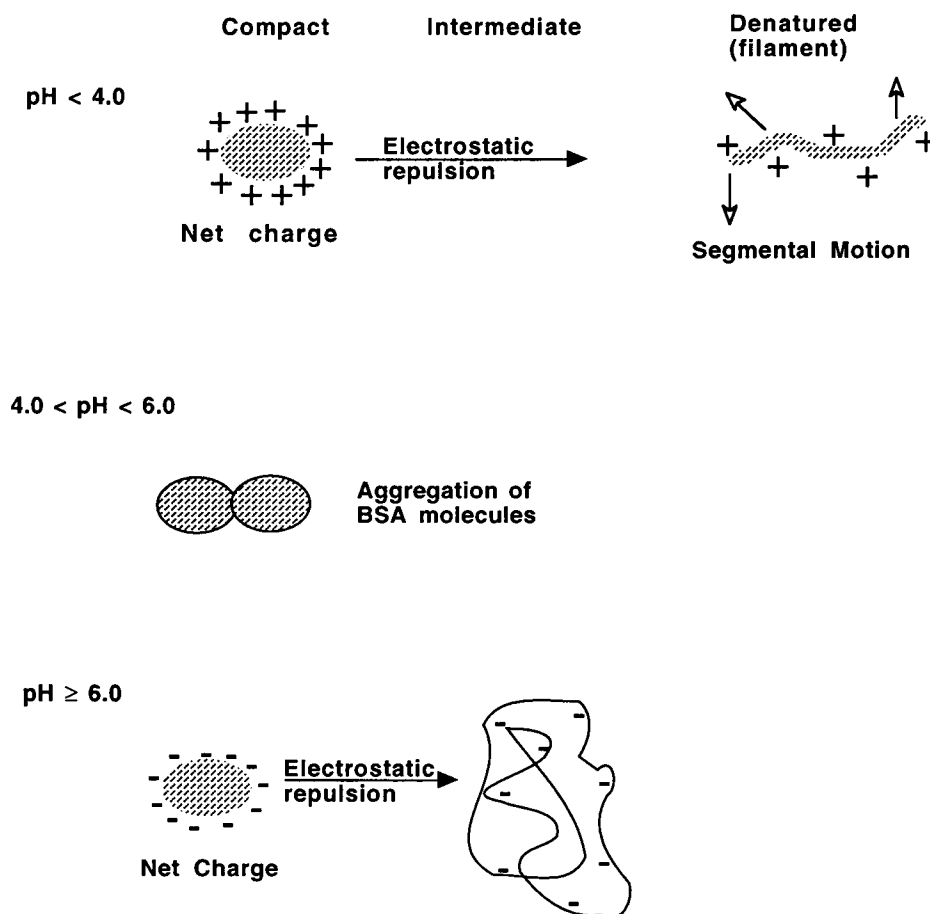 Compact Intermediate Denatured
(filament)
pH < 4.0
+ + + + + + + + + + + +
Electrostatic
repulsion
+ + + + +
Net charge
Segmental Motion
4.0 < pH < 6.0
Aggregation of
BSA molecules
pH ≥ 6.0
- - - - - - - - - - -
Electrostatic
repulsion
- - - - - - - -
Net Charge